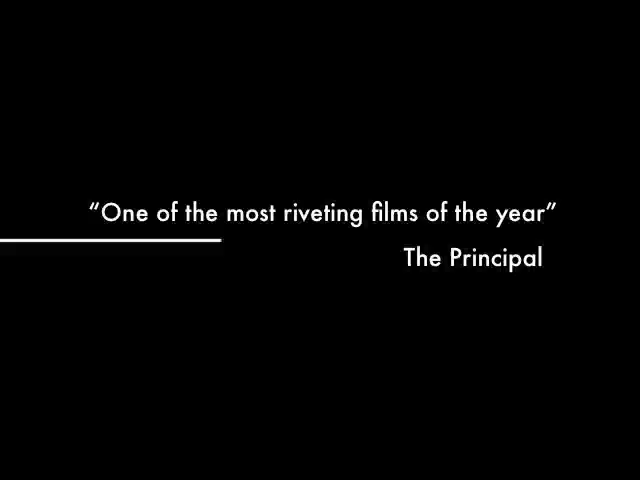 “One of the most riveting films of the year”
The Principal